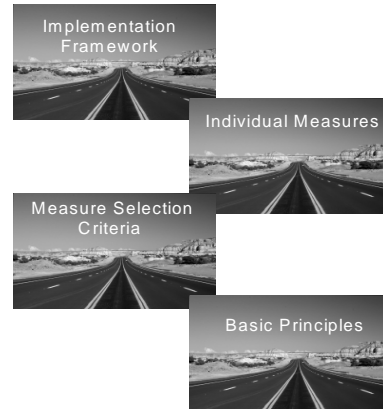 Implementation
Framework
Individual Measures
Measure Selection
Criteria
Basic Principles